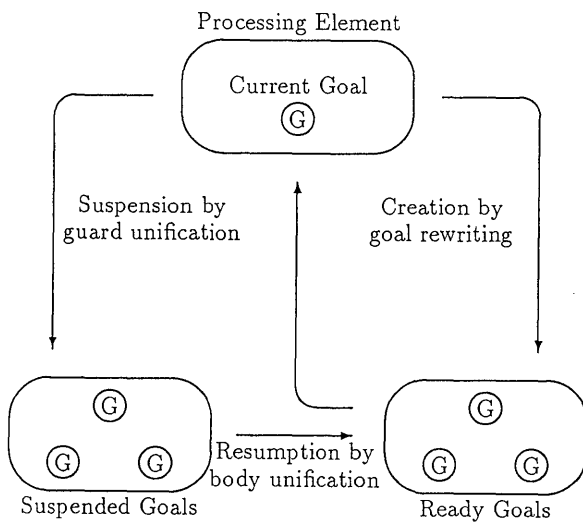 Processing Element
Current Goal
G
Suspension by
guard unification
Creation by
goal rewriting
G
G G
Suspended Goals
Resumption by
body unification
G
G G
Ready Goals